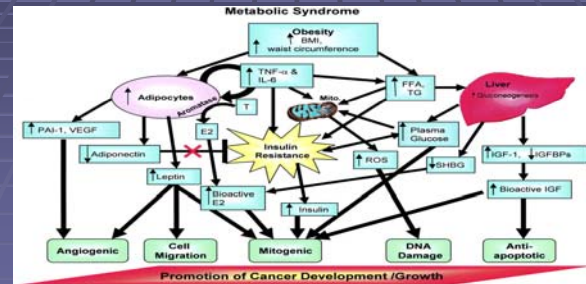 Metabolic Syndrome
Obesity
↑ BMI,
waist circumference
↑ TNF-α &
IL-6
↑ Adipocytes
Aromatase
T
Mito.
↑ FFA,
TG
Liver
↑ Gluconeogenesis
↑ PAI-1, VEGF
E2
↓ Adiponectin
Insulin
Resistance
↑ Plasma
Glucose
↑ ROS
↓ SHBG
↑ IGF-1, ↓ IGFBPs
↑ Leptin
↑ Bioactive
E2
↑ Insulin
↑ Bioactive IGF
Angiogenic
Cell
Migration
Mitogenic
DNA
Damage
Anti-
apoptotic
Promotion of Cancer Development /Growth